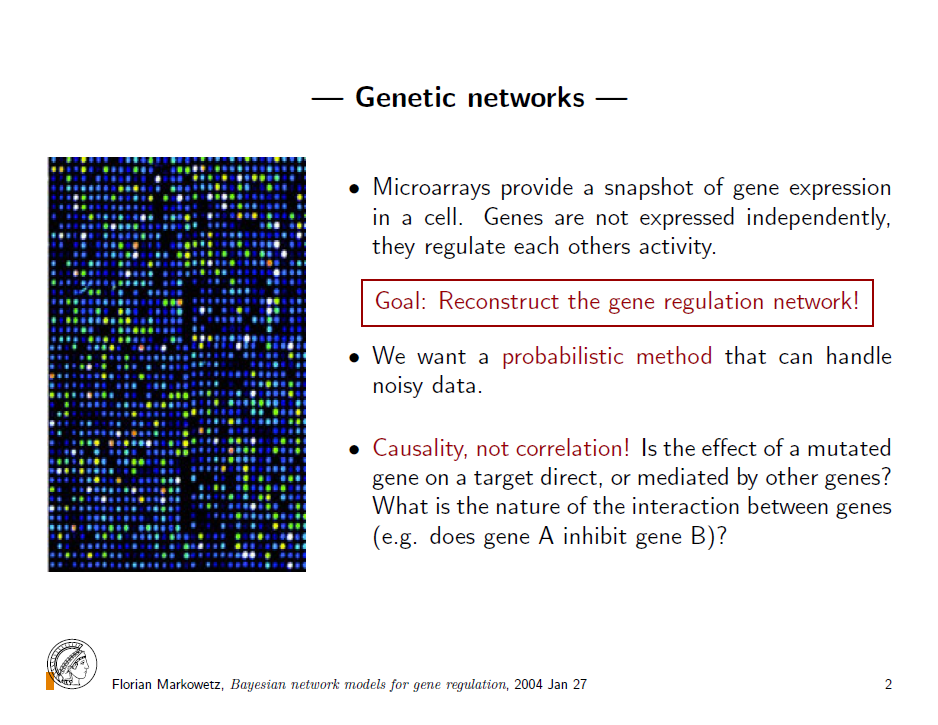 — Genetic networks —
• Microarrays provide a snapshot of gene expression
in a cell. Genes are not expressed independently,
they regulate each others activity.
Goal: Reconstruct the gene regulation network!
• We want a probabilistic method that can handle
noisy data.
• Causality, not correlation! Is the effect of a mutated
gene on a target direct, or mediated by other genes?
What is the nature of the interaction between genes
(e.g. does gene A inhibit gene B)?
Florian Markowetz, Bayesian network models for gene regulation, 2004 Jan 27
2